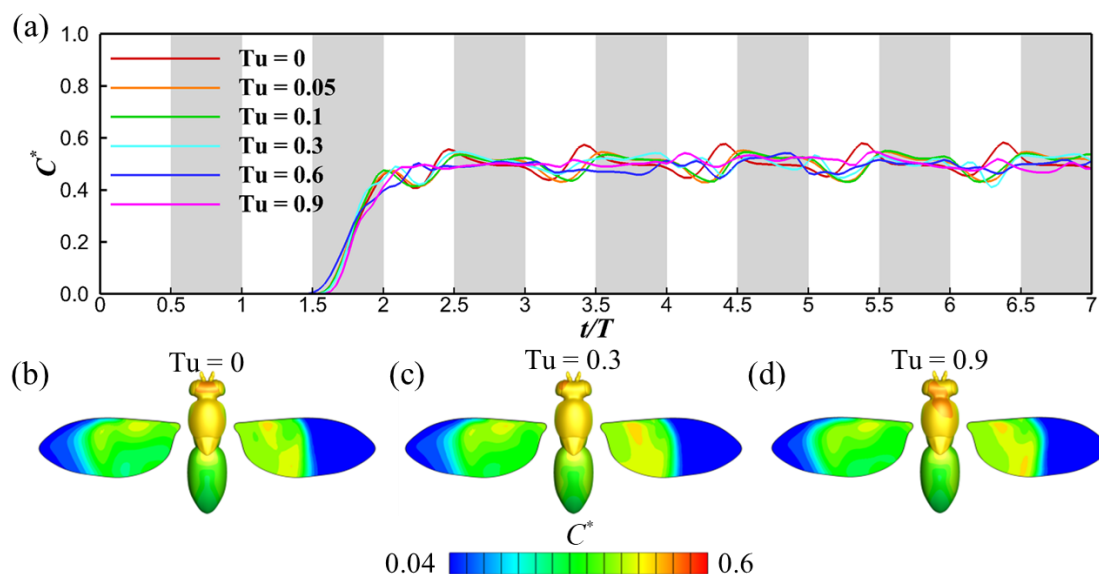 (a)
1.0
0.8
0.6
0.4
0.2
0.0
C*
Tu = 0
Tu = 0.05
Tu = 0.1
Tu = 0.3
Tu = 0.6
Tu = 0.9
0 0.5 1 1.5 2 2.5 3 3.5 4 4.5 5 5.5 6 6.5 7
t/T
(b) Tu = 0
(c) Tu = 0.3
(d) Tu = 0.9
C*
0.04 0.6